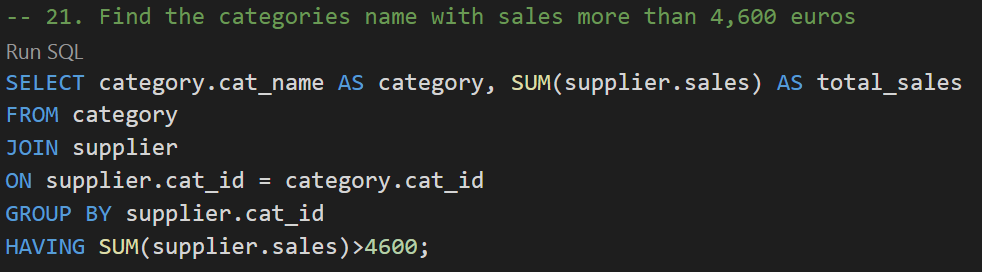 -- 21. Find the categories name with sales more than 4,600 euros
Run SQL
SELECT category.cat_name AS category, SUM(supplier.sales) AS total_sales
FROM category
JOIN supplier
ON supplier.cat_id = category.cat_id
GROUP BY supplier.cat_id
HAVING SUM(supplier.sales)>4600;